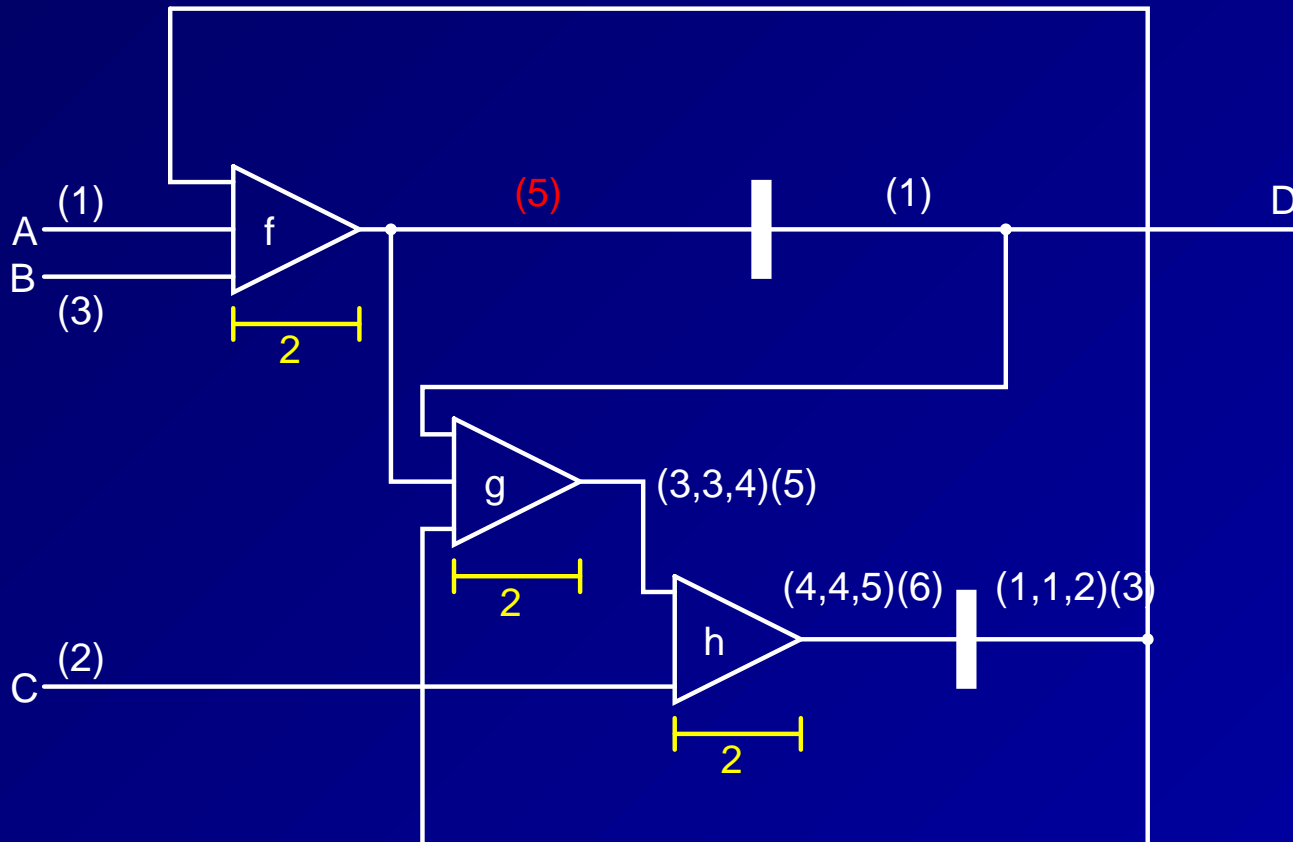 (1)
(5)
(1)
D
A
f
B
(3)
2
g
(3,3,4)(5)
2
(4,4,5)(6)
(1,1,2)(3)
h
(2)
C
2